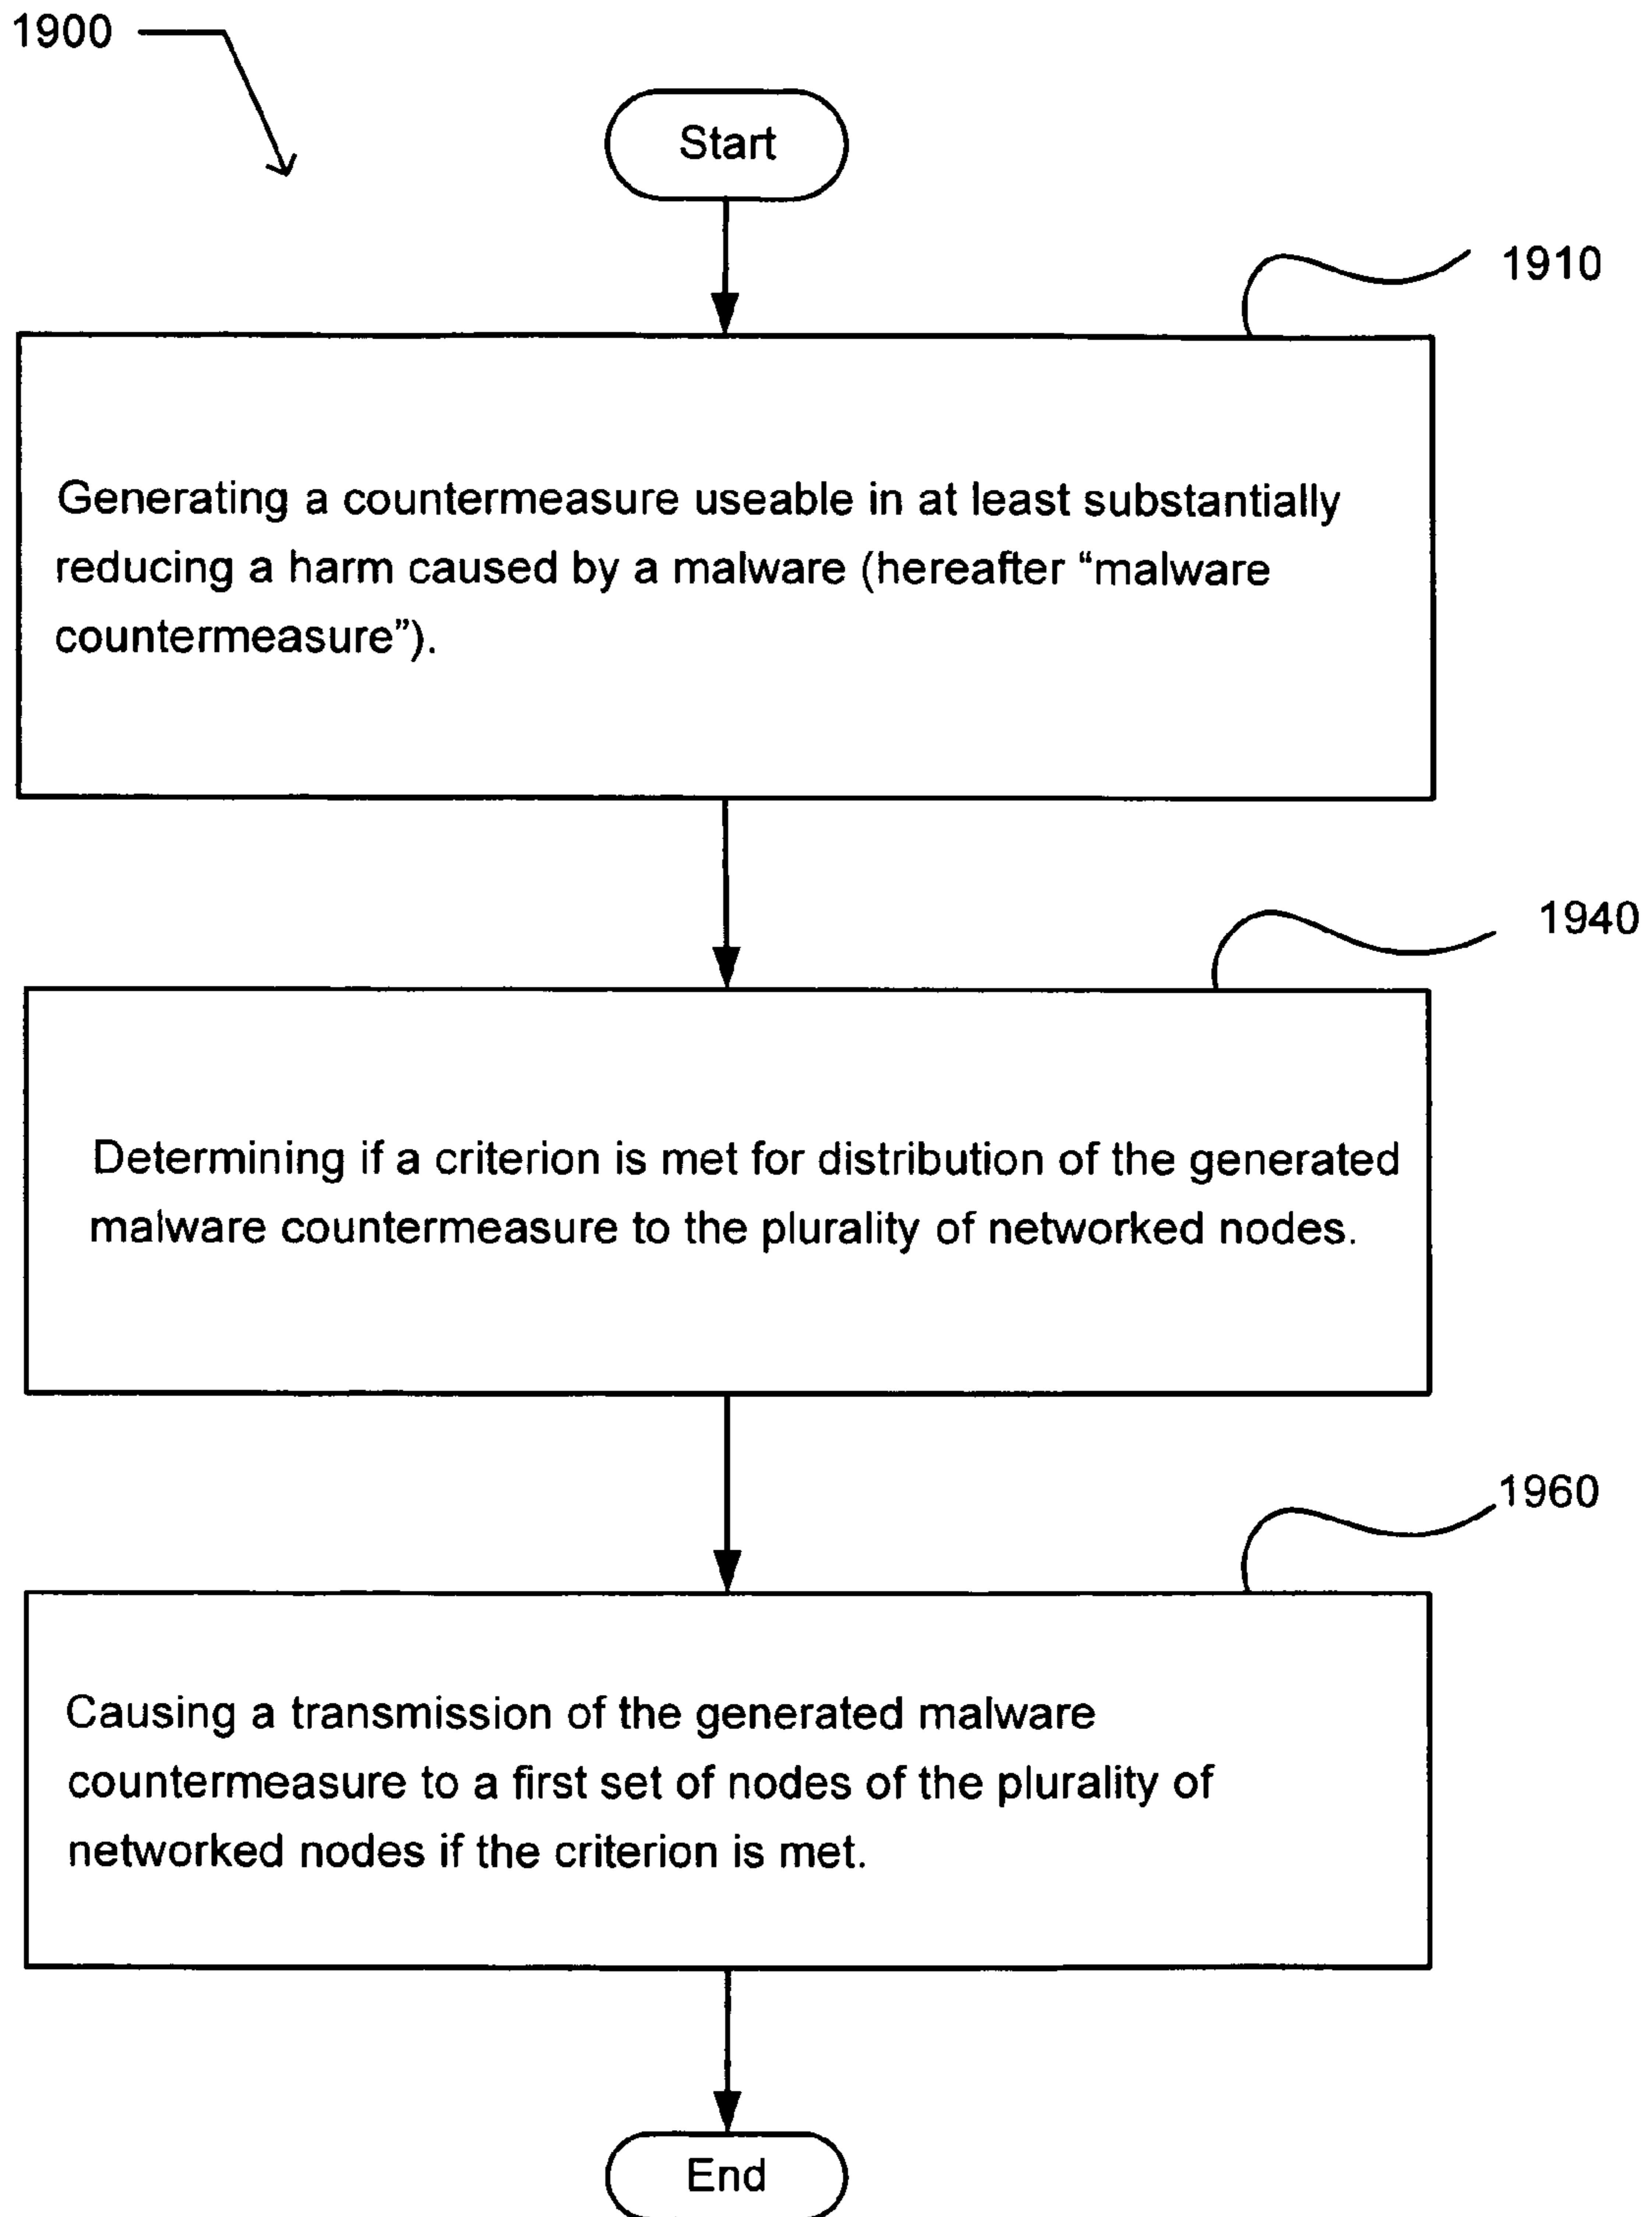 1900
Start
1910
Generating a countermeasure useable in at least substantially
reducing a harm caused by a malware (hereafter “malware
countermeasure”).
1940
Determining if a criterion is met for distribution of the generated
malware countermeasure to the plurality of networked nodes.
1960
Causing a transmission of the generated malware
countermeasure to a first set of nodes of the plurality of
networked nodes if the criterion is met.
End